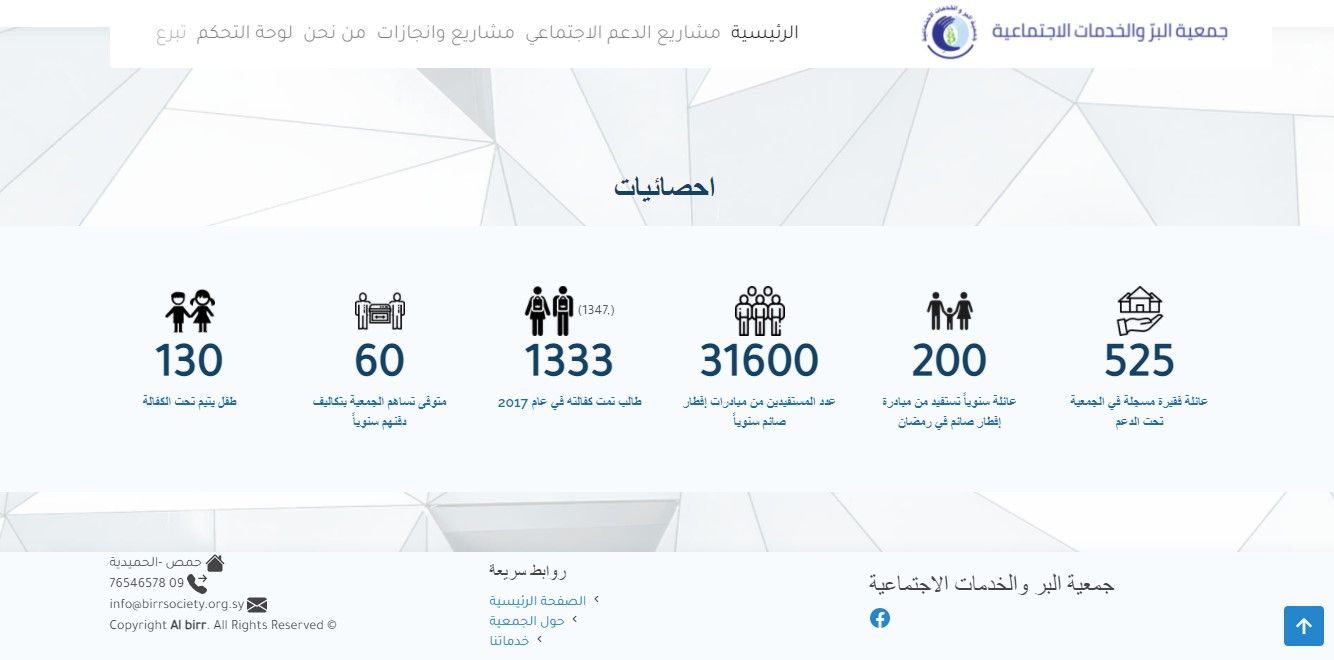 جمعية البرّ والخدمات الاجتماعية
الرئيسية مشاريع الدعم الاجتماعي مشاريع وانجازات من نحن لوحة التحكم تبرع
احصائيات
525
عائلة فقيرة مسجلة في الجمعية
تحت الدعم
200
عائلة سنوياً تستفيد من مبادرة
إفطار صائم في رمضان
31600
عدد المستفيدين من مبادرات إفطار
صائم سنوياً
(1347.)
1333
طالب تمت كفالته في عام 2017
60
متوفى تساهم الجمعية بتكاليف
دفنهم سنوياً
130
طفل يتيم تحت الكفالة
جمعية البر والخدمات الاجتماعية
روابط سريعة
الصفحة الرئيسية
حول الجمعية
خدماتنا
حمص -الحميدية
76546578 09
info@birrsociety.org.sy
Copyright Al birr. All Rights Reserved ©